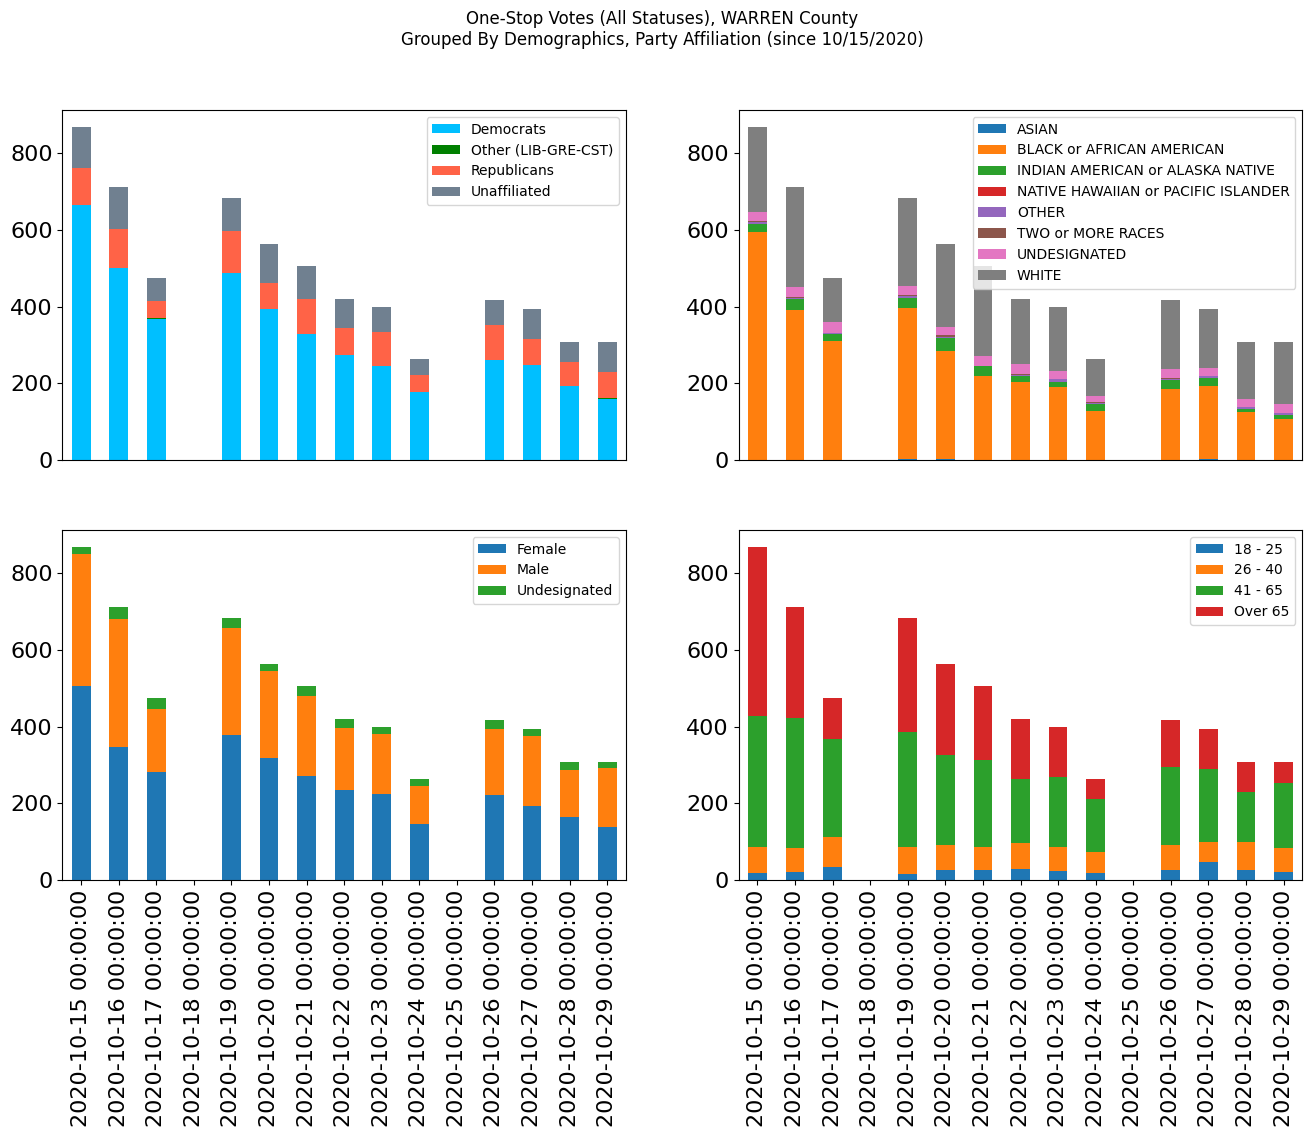 One-Stop Votes (All Statuses), WARREN County
Grouped By Demographics, Party Affiliation (since 10/15/2020)
800
600
400
200
0
Democrats
Other (LIB-GRE-CST)
Republicans
Unaffiliated
800
600
400
200
0
ASIAN
BLACK or AFRICAN AMERICAN
INDIAN AMERICAN or ALASKA NATIVE
NATIVE HAWAIIAN or PACIFIC ISLANDER
OTHER
TWO or MORE RACES
UNDESIGNATED
WHITE
800
600
400
200
0
Female
Male
Undesignated
2020-10-15 00:00:00
2020-10-16 00:00:00
2020-10-17 00:00:00
2020-10-18 00:00:00
2020-10-19 00:00:00
2020-10-20 00:00:00
2020-10-21 00:00:00
2020-10-22 00:00:00
2020-10-23 00:00:00
2020-10-24 00:00:00
2020-10-25 00:00:00
2020-10-26 00:00:00
2020-10-27 00:00:00
2020-10-28 00:00:00
2020-10-29 00:00:00
800
600
400
200
0
18 - 25
26 - 40
41 - 65
Over 65
2020-10-15 00:00:00
2020-10-16 00:00:00
2020-10-17 00:00:00
2020-10-18 00:00:00
2020-10-19 00:00:00
2020-10-20 00:00:00
2020-10-21 00:00:00
2020-10-22 00:00:00
2020-10-23 00:00:00
2020-10-24 00:00:00
2020-10-25 00:00:00
2020-10-26 00:00:00
2020-10-27 00:00:00
2020-10-28 00:00:00
2020-10-29 00:00:00